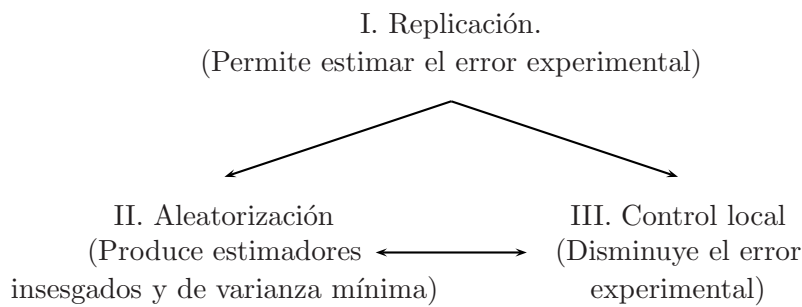 I. Replicación.
(Permite estimar el error experimental)
II. Aleatorización
(Produce estimadores
insesgados y de varianza mínima)
III. Control local
(Disminuye el error
experimental)